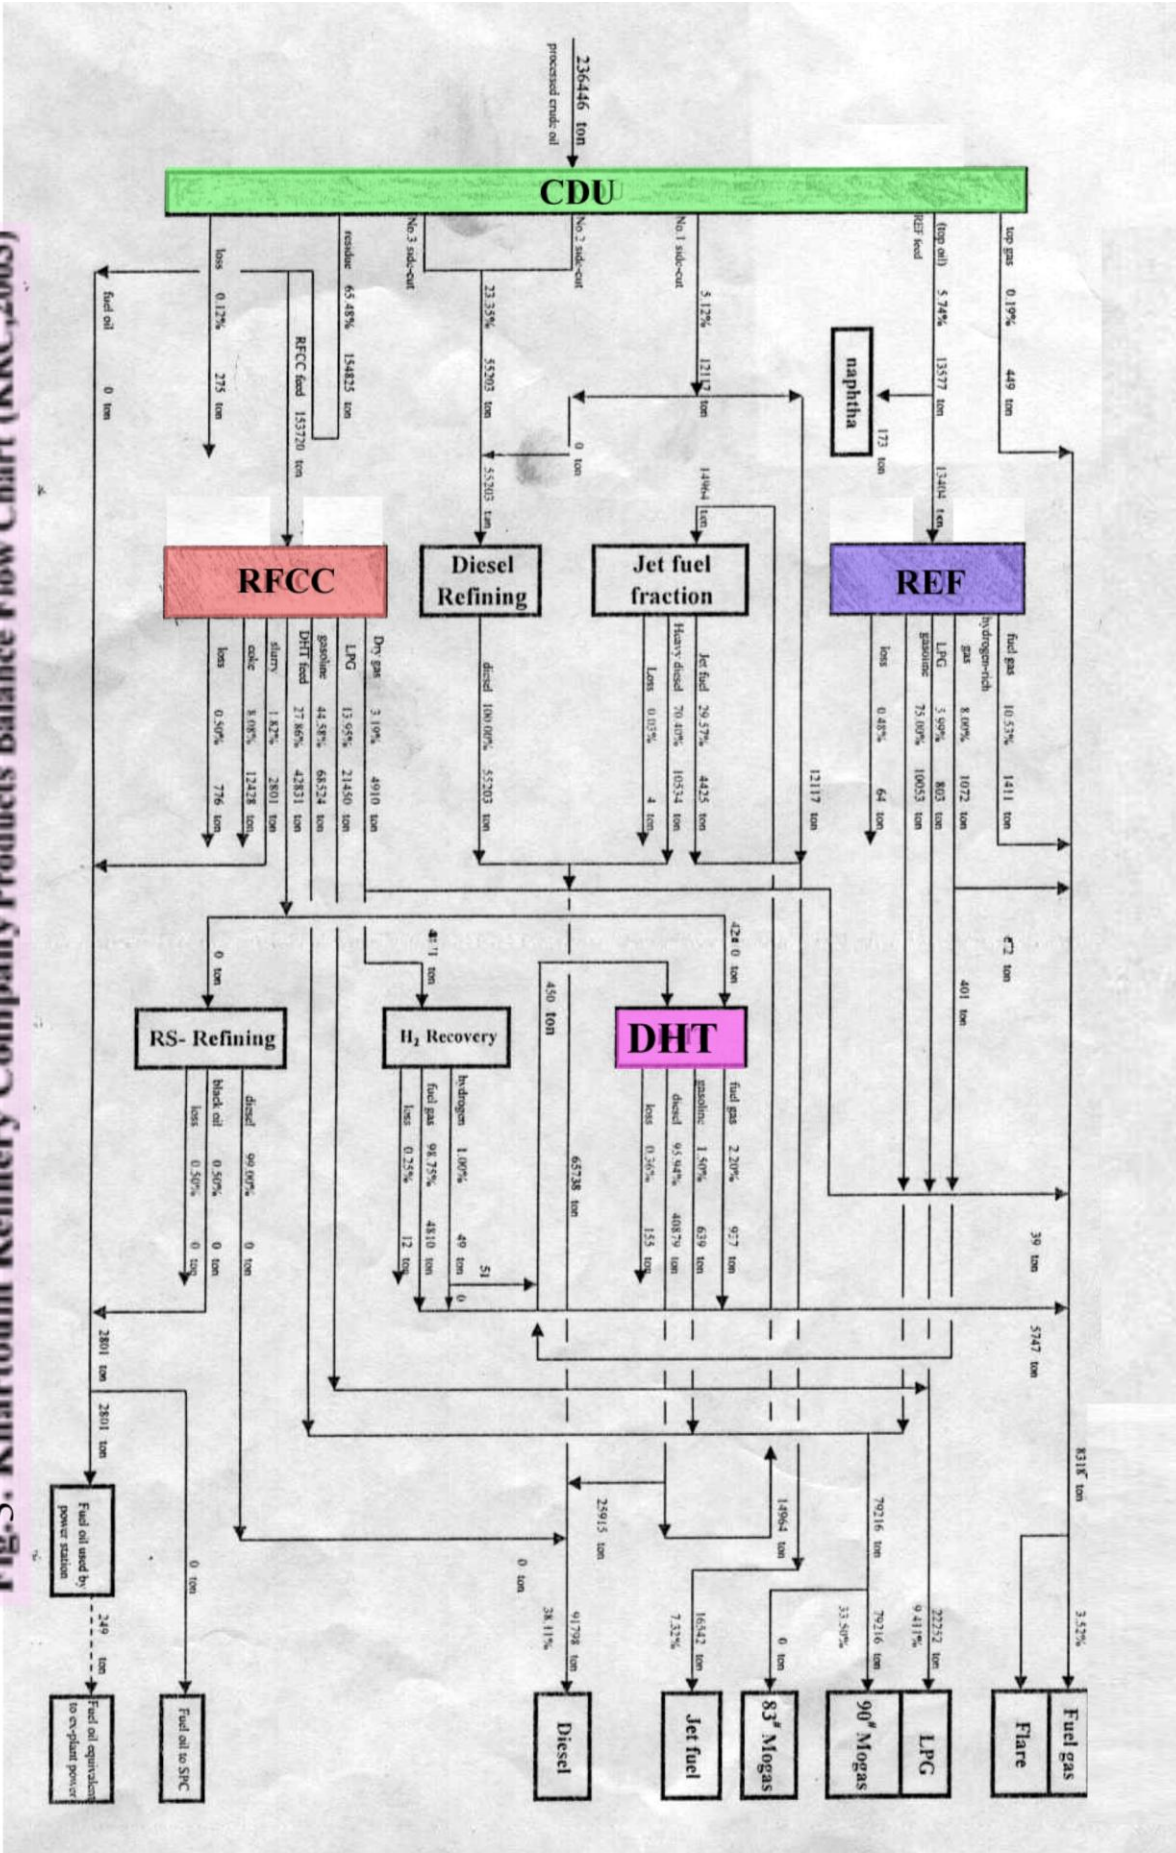 236446 ton
processed crude oil
CDU
top gas 0.19% 449 ton
(top oil) 5.74% 13577 ton
REF feed
No.1 side-cut 5.12% 12117 ton
No.2 side-cut
23.35% 55203 ton
No.3 side-cut
residue 65.48% 154825 ton
RFCC feed 153720 ton
loss 0.12% 275 ton
fuel oil 0 ton
naphtha
173 ton
13404 ton
14964 ton
0 ton
55203 ton
REF
Jet fuel
fraction
Diesel
Refining
RFCC
fuel gas 10.53% 1411 ton
hydrogen-rich
gas 8.00% 1072 ton
LPG 5.99% 803 ton
gasoline 75.00% 10053 ton
loss 0.48% 64 ton
12117 ton
Jet fuel 29.57% 4425 ton
Heavy diesel 70.40% 10534 ton
Loss 0.03% 4 ton
diesel 100.00% 55203 ton
Dry gas 3.19% 4910 ton
LPG 13.95% 21450 ton
gasoline 44.58% 68524 ton
DHT feed 27.86% 42831 ton
slurry 1.82% 2801 ton
coke 8.08% 12428 ton
loss 0.50% 776 ton
ton
401 ton
ton
450 ton
ton
0 ton
DHT
H₂ Recovery
RS- Refining
fuel gas 2.20% 937 ton
gasoline 1.50% 639 ton
diesel 95.94% 40879 ton
loss 0.36% 155 ton
65738 ton
hydrogen 1.00% 49 ton
51
0
fuel gas 98.75% 4810 ton
loss 0.25% 12 ton
diesel 99.00% 0 ton
black oil 0.50% 0 ton
loss 0.50% 0 ton
39 ton
5747 ton
2801 ton
2801 ton
8318 ton
79216 ton
14964 ton
25915 ton
0 ton
0 ton
Fuel oil used by
power station
3.52%
22252 ton
9.411%
79216 ton
33.50%
0 ton
16542 ton
7.32%
91798 ton
38.11%
249 ton
Fuel gas
Flare
LPG
90# Mogas
83# Mogas
Jet fuel
Diesel
Fuel oil to SPC
Fuel oil equivalent
to ex-plant power
Fig.3. Khartoum Refinery Company Products Balance Flow Chart (KRC,2003)